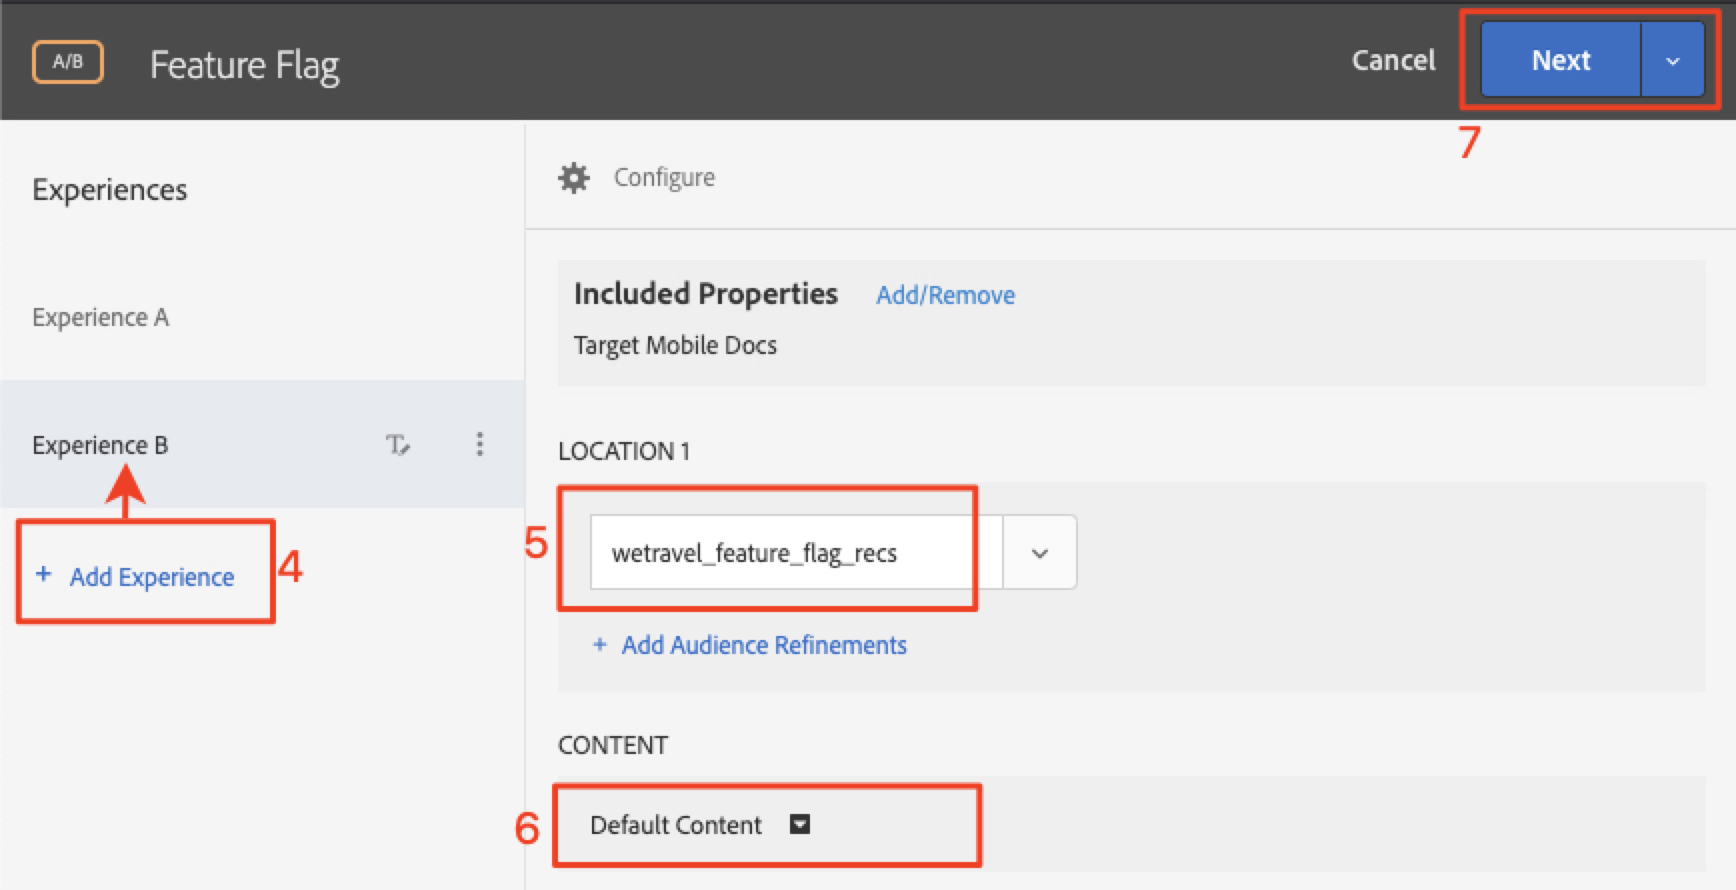 A/B
Feature Flag
Cancel
Next
7
Experiences
Configure
Experience A
Included Properties Add/Remove
Target Mobile Docs
Experience B
LOCATION 1
+ Add Experience
4
5
wetravel_feature_flag_recs
+ Add Audience Refinements
CONTENT
6
Default Content